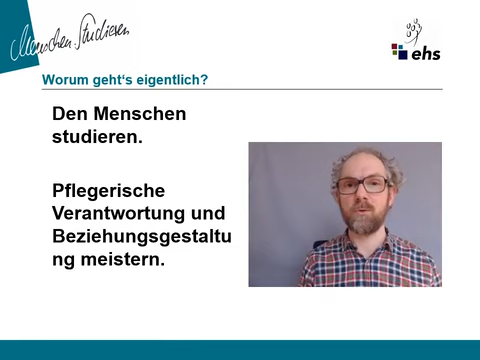 Menschen. Studieren
ehs
Worum geht‘s eigentlich?
Den Menschen
studieren.
Pflegerische
Verantwortung und
Beziehungsgestaltu
ng meistern.